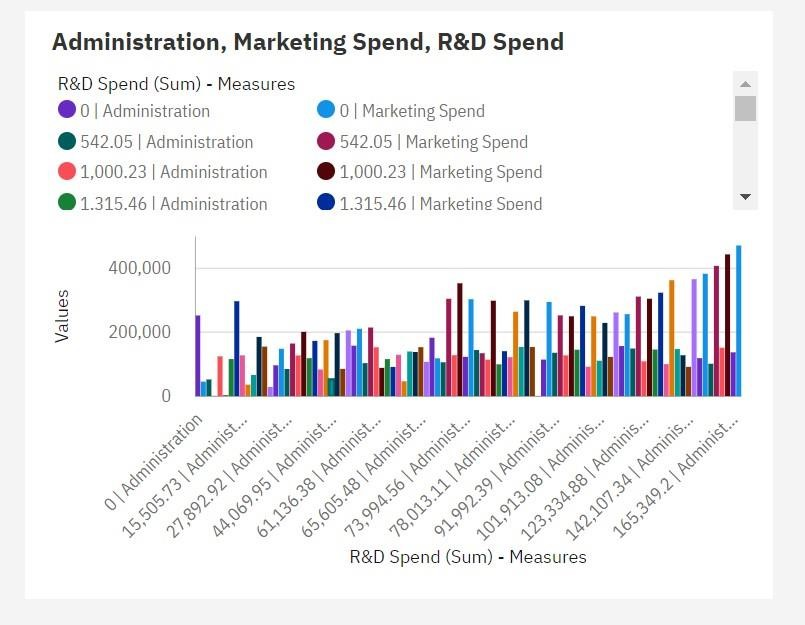 Administration, Marketing Spend, R&D Spend
R&D Spend (Sum) - Measures
0 | Administration
0 | Marketing Spend
542.05 | Administration
542.05 | Marketing Spend
1,000.23 | Administration
1,000.23 | Marketing Spend
1.315.46 | Administration
1.315.46 | Marketing Spend
Values
400,000
200,000
0
0 | Administration
15,505.73 | Administ...
27,892.92 | Administ...
44,069.95 | Administ...
61,136.38 | Administ...
65,605.48 | Administ...
73,994.56 | Administ...
78,013.11 | Administ...
91,992.39 | Administ...
101,913.08 | Adminis...
123,334.88 | Adminis...
142,107.34 | Adminis...
165,349.2 | Administ...
R&D Spend (Sum) - Measures